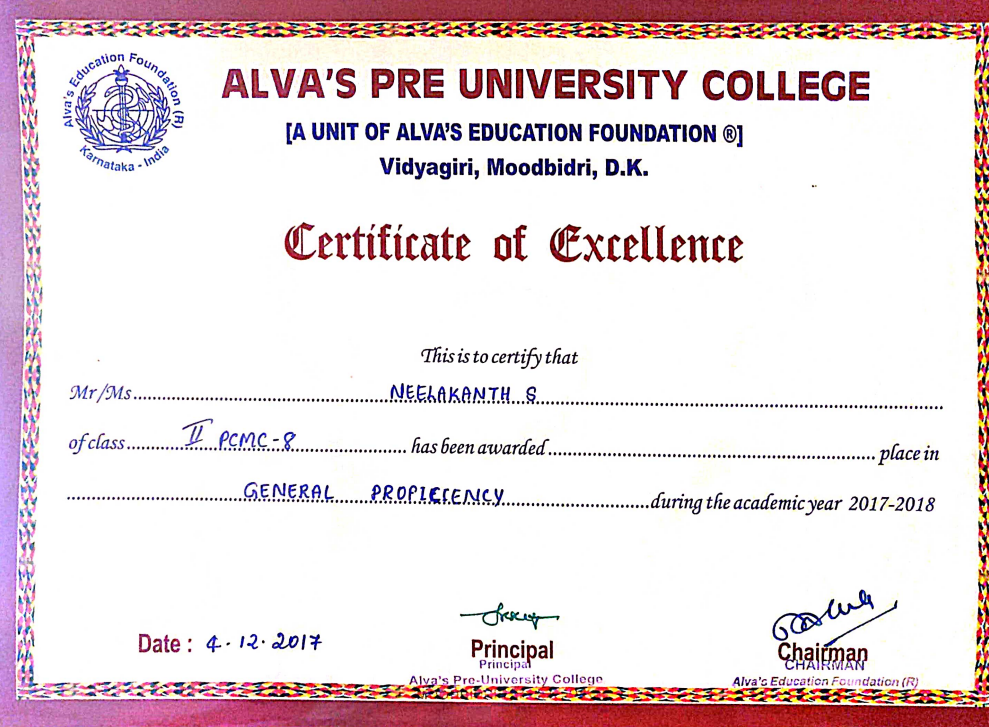 Alva's Education Foundation (R)
Karnataka - India
ALVA'S PRE UNIVERSITY COLLEGE
[A UNIT OF ALVA'S EDUCATION FOUNDATION ®]
Vidyagiri, Moodbidri, D.K.
Certificate of Excellence
This is to certify that
Mr/Ms NEELAKANTH S
of class II PCMC-8 has been awarded place in
GENERAL PROPICIENCY during the academic year 2017-2018
Date : 4.12.2017
Principal
Principal
Alva's Pre-University College
Chairman
CHAIRMAN
Alva's Education Foundation (R)